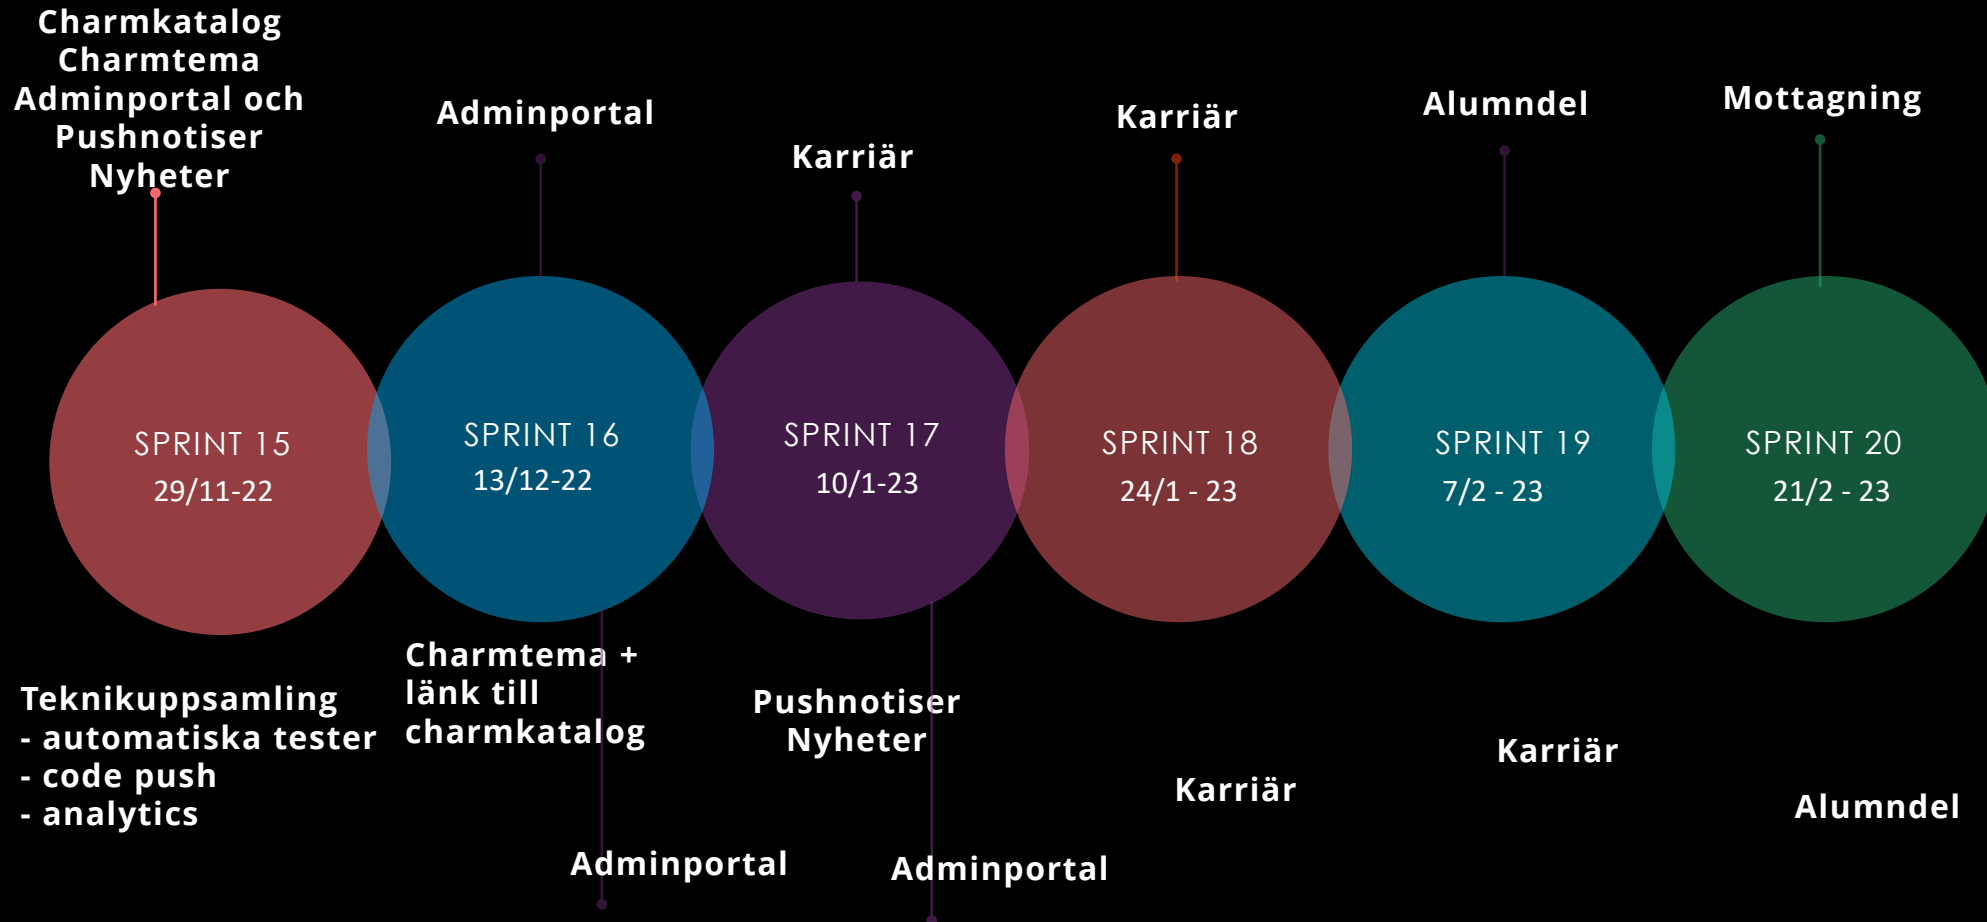 Charmkatalog
Charmtema
Adminportal och
Pushnotiser
Nyheter
Adminportal
Karriär
Karriär
Alumndel
Mottagning
SPRINT 15
29/11-22
SPRINT 16
13/12-22
SPRINT 17
10/1-23
SPRINT 18
24/1 - 23
SPRINT 19
7/2 - 23
SPRINT 20
21/2 - 23
Teknikuppsamling
- automatiska tester
- code push
- analytics
Charmtema +
länk till
charmkatalog
Adminportal
Pushnotiser
Nyheter
Adminportal
Karriär
Karriär
Alumndel